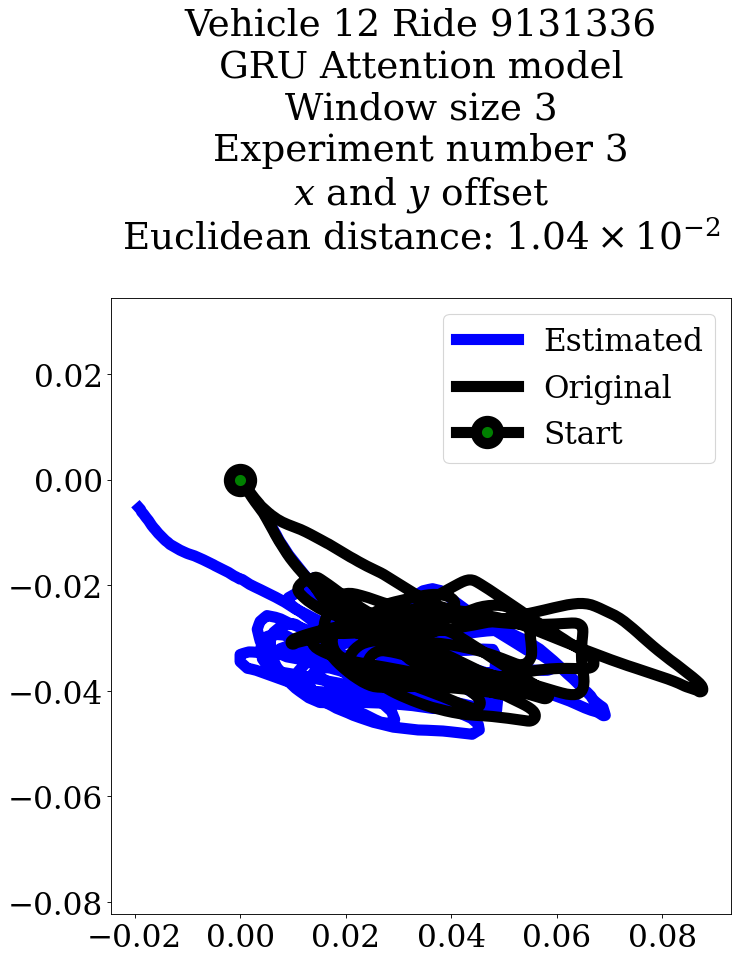 Vehicle 12 Ride 9131336
GRU Attention model
Window size 3
Experiment number 3
x and y offset
Euclidean distance: 1.04 × 10⁻²
Estimated
Original
Start
0.02
0.00
−0.02
−0.04
−0.06
−0.08
−0.02 0.00 0.02 0.04 0.06 0.08